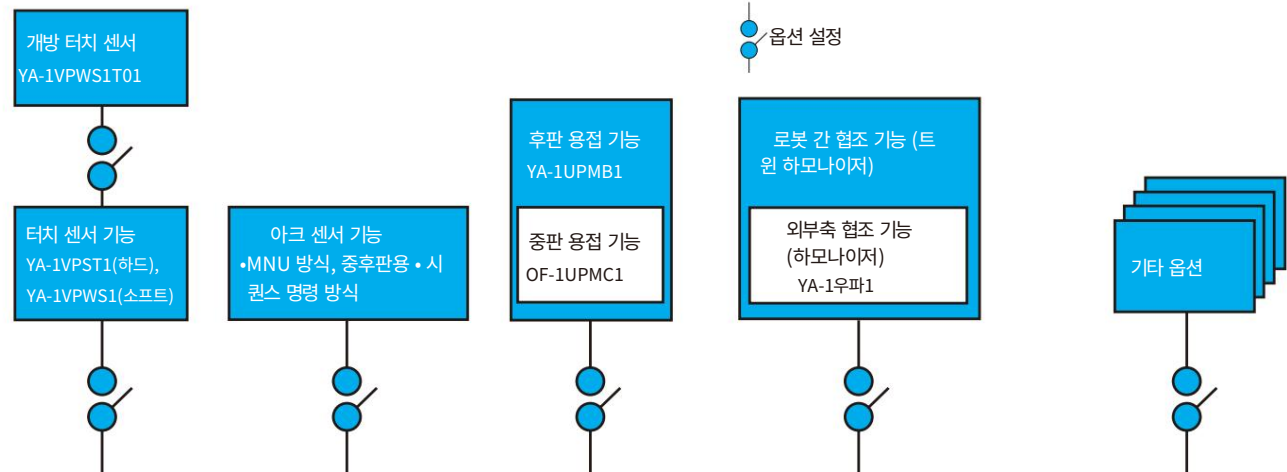 개방 터치 센서
YA-1VPWS1T01
옵션 설정
터치 센서 기능
YA-1VPST1(하드),
YA-1VPWS1(소프트)
아크 센서 기능
•MNU 방식, 중후판용 • 시
퀀스 명령 방식
후판 용접 기능
YA-1UPMB1
중판 용접 기능
OF-1UPMC1
로봇 간 협조 기능 (트
윈 하모나이저)
외부축 협조 기능
(하모나이저)
YA-1우파1
기타 옵션